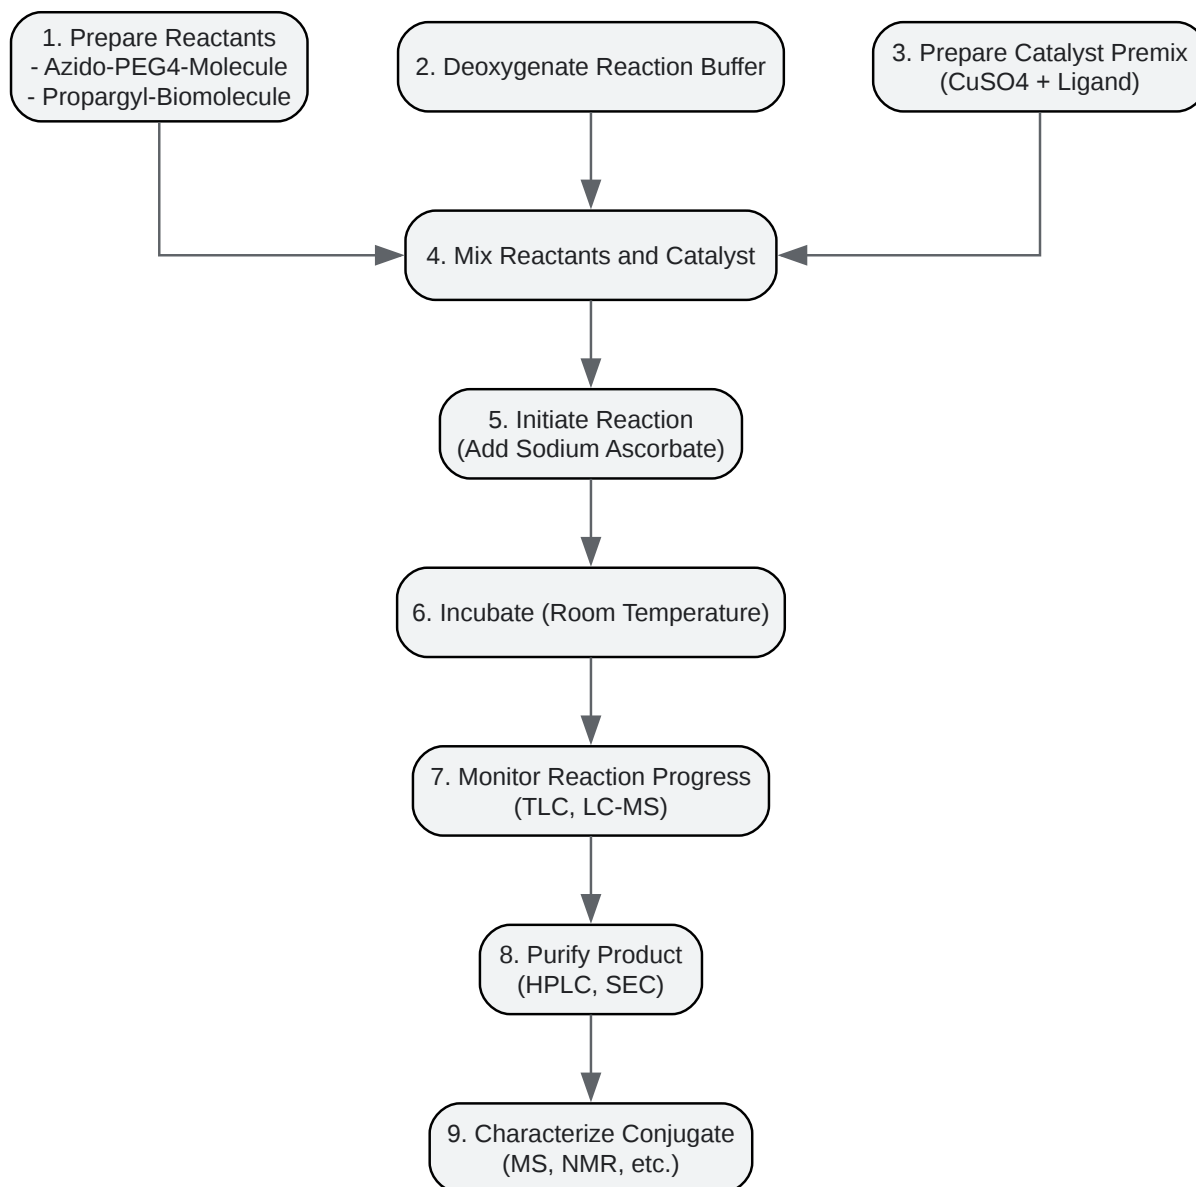 1. Prepare Reactants
- Azido-PEG4-Molecule
- Propargyl-Biomolecule
2. Deoxygenate Reaction Buffer
3. Prepare Catalyst Premix
(CuSO4 + Ligand)
4. Mix Reactants and Catalyst
5. Initiate Reaction
(Add Sodium Ascorbate)
6. Incubate (Room Temperature)
7. Monitor Reaction Progress
(TLC, LC-MS)
8. Purify Product
(HPLC, SEC)
9. Characterize Conjugate
(MS, NMR, etc.)